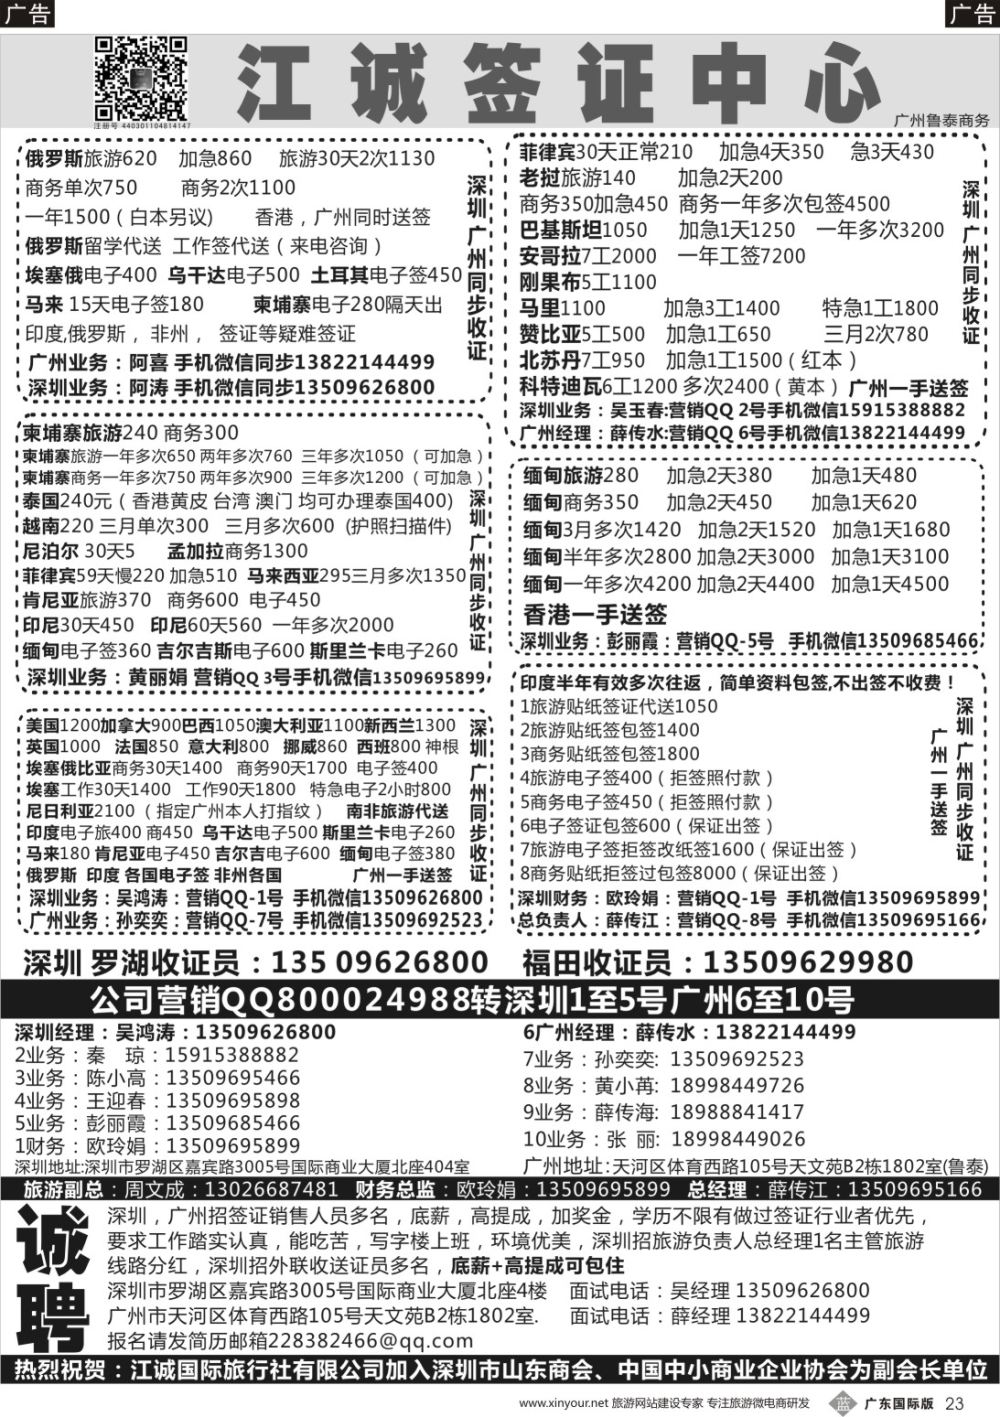 广告
广告
江诚签证中心
注册号 440301104814147
广州鲁泰商务
俄罗斯旅游620 加急860 旅游30天2次1130
商务单次750 商务2次1100
一年1500（白本另议) 香港，广州同时送签
俄罗斯留学代送 工作签代送（来电咨询）
埃塞俄电子400 乌干达电子500 土耳其电子签450
马来 15天电子签180 柬埔寨电子280隔天出
印度,俄罗斯，非州， 签证等疑难签证
广州业务：阿喜 手机微信同步13822144499
深圳业务：阿涛 手机微信同步13509626800
深圳 广州同步收证
柬埔寨旅游240 商务300
柬埔寨旅游一年多次650 两年多次760 三年多次1050（可加急）
柬埔寨商务一年多次750 两年多次900 三年多次1200（可加急）
泰国240元（香港黄皮 台湾 澳门 均可办理泰国400)
越南220 三月单次300 三月多次600 (护照扫描件)
尼泊尔 30天5 孟加拉商务1300
菲律宾59天慢220 加急510 马来西亚295三月多次1350
肯尼亚旅游370 商务600 电子450
印尼30天450 印尼60天560 一年多次2000
缅甸电子签360 吉尔吉斯电子600 斯里兰卡电子260
深圳业务：黄丽娟 营销QQ 3号手机微信13509695899
深圳 广州同步收证
美国1200加拿大900巴西1050澳大利亚1100新西兰1300
英国1000 法国850 意大利800 挪威860 西班800 神根
埃塞俄比亚商务30天1400 商务90天1700 电子签400
埃塞工作30天1400 工作90天1800 特急电子2小时800
尼日利亚2100（指定广州本人打指纹） 南非旅游代送
印度电子旅400 商450 乌干达电子500 斯里兰卡电子260
马来180 肯尼亚电子450 吉尔吉电子600 缅甸电子签380
俄罗斯 印度 各国电子签 非州各国 广州一手送签
深圳业务：吴鸿涛：营销QQ-1号 手机微信13509626800
广州业务：孙奕奕：营销QQ-7号 手机微信13509692523
深圳 广州同步收证
菲律宾30天正常210 加急4天350 急3天430
老挝旅游140 加急2天200
商务350加急450 商务一年多次包签4500
巴基斯坦1050 加急1天1250 一年多次3200
安哥拉7工2000 一年工签7200
刚果布5工1100
马里1100 加急3工1400 特急1工1800
赞比亚5工500 加急1工650 三月2次780
北苏丹7工950 加急1工1500（红本）
科特迪瓦6工1200 多次2400（黄本）广州一手送签
深圳业务：吴玉春:营销QQ 2号手机微信15915388882
广州经理：薛传水:营销QQ 6号手机微信13822144499
深圳 广州同步收证
缅甸旅游280 加急2天380 加急1天480
缅甸商务350 加急2天450 加急1天620
缅甸3月多次1420 加急2天1520 加急1天1680
缅甸半年多次2800 加急2天3000 加急1天3100
缅甸一年多次4200 加急2天4400 加急1天4500
香港一手送签
深圳业务：彭丽霞：营销QQ-5号 手机微信13509685466
印度半年有效多次往返，简单资料包签,不出签不收费！
1旅游贴纸签证代送1050
2旅游贴纸签包签1400
3商务贴纸签包签1800
4旅游电子签400（拒签照付款）
5商务电子签450（拒签照付款）
6电子签证包签600（保证出签）
7旅游电子签拒签改纸签1600（保证出签）
8商务贴纸拒签过包签8000（保证出签）
广州一手送签
深圳 广州同步收证
深圳财务：欧玲娟：营销QQ-1号 手机微信13509695899
总负责人：薛传江：营销QQ-8号 手机微信13509695166
深圳 罗湖收证员：135 09626800 福田收证员：13509629980
公司营销QQ800024988转深圳1至5号广州6至10号
深圳经理：吴鸿涛：13509626800
2业务：秦 琼：15915388882
3业务：陈小高：13509695466
4业务：王迎春：13509695898
5业务：彭丽霞：13509685466
1财务：欧玲娟：13509695899
深圳地址:深圳市罗湖区嘉宾路3005号国际商业大厦北座404室
6广州经理：薛传水：13822144499
7业务：孙奕奕: 13509692523
8业务：黄小苒: 18998449726
9业务：薛传海: 18988841417
10业务：张 丽: 18998449026
广州地址:天河区体育西路105号天文苑B2栋1802室(鲁泰)
旅游副总：周文成：13026687481 财务总监：欧玲娟：13509695899 总经理：薛传江：13509695166
诚聘
深圳，广州招签证销售人员多名，底薪，高提成，加奖金，学历不限有做过签证行业者优先，
要求工作踏实认真，能吃苦，写字楼上班，环境优美，深圳招旅游负责人总经理1名主管旅游
线路分红，深圳招外联收送证员多名，底薪+高提成可包住
深圳市罗湖区嘉宾路3005号国际商业大厦北座4楼 面试电话：吴经理 13509626800
广州市天河区体育西路105号天文苑B2栋1802室. 面试电话：薛经理 13822144499
报名请发简历邮箱228382466@qq.com
热烈祝贺：江诚国际旅行社有限公司加入深圳市山东商会、中国中小商业企业协会为副会长单位
www.xinyour.net 旅游网站建设专家 专注旅游微电商研发 蓝 广东国际版 23